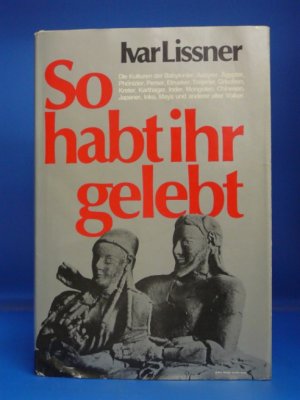 Ivar Lissner
Die Kulturen der Babylonier, Assyrer, Ägypter,
Phönizier, Perser, Etrusker, Griechen,
Kreter, Karthager, Inder, Mongolen, Chinesen,
Japaner, Inka, Maya und anderer alter Völker
So
habt ihr
gelebt